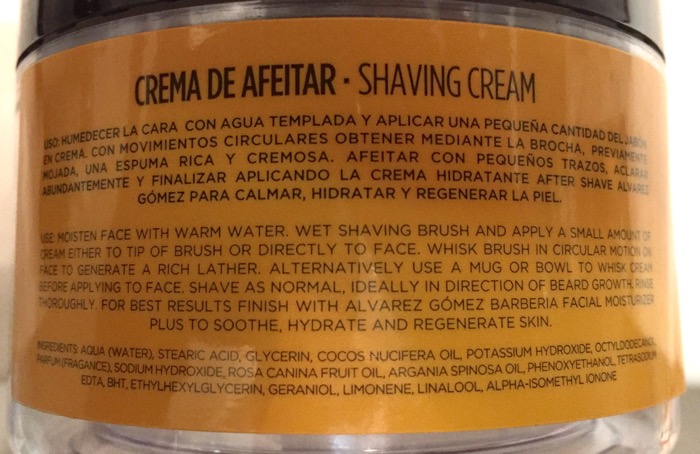 CREMA DE AFEITAR · SHAVING CREAM
USO: HUMEDECER LA CARA CON AGUA TEMPLADA Y APLICAR UNA PEQUEÑA CANTIDAD DEL JABÓN
EN CREMA. CON MOVIMIENTOS CIRCULARES OBTENER MEDIANTE LA BROCHA, PREVIAMENTE
MOJADA, UNA ESPUMA RICA Y CREMOSA. AFEITAR CON PEQUEÑOS TRAZOS, ACLARAR
ABUNDANTEMENTE Y FINALIZAR APLICANDO LA CREMA HIDRATANTE AFTER SHAVE ALVAREZ
GÓMEZ PARA CALMAR, HIDRATAR Y REGENERAR LA PIEL.
USE MOISTEN FACE WITH WARM WATER. WET SHAVING BRUSH AND APPLY A SMALL AMOUNT OF
CREAM EITHER TO TIP OF BRUSH OR DIRECTLY TO FACE. WHISK BRUSH IN CIRCULAR MOTION ON
FACE TO GENERATE A RICH LATHER. ALTERNATIVELY USE A MUG OR BOWL TO WHISK CREAM
BEFORE APPLYING TO FACE. SHAVE AS NORMAL, IDEALLY IN DIRECTION OF BEARD GROWTH. RINSE
THOROUGHLY. FOR BEST RESULTS FINISH WITH ALVAREZ GÓMEZ BARBERIA FACIAL MOISTURIZER
PLUS TO SOOTHE, HYDRATE AND REGENERATE SKIN.
INGREDIENTS: AQUA (WATER), STEARIC ACID, GLYCERIN, COCOS NUCIFERA OIL, POTASSIUM HYDROXIDE, OCTYLDODECANOL,
PARFUM (FRAGANCE), SODIUM HYDROXIDE, ROSA CANINA FRUIT OIL, ARGANIA SPINOSA OIL, PHENOXYETHANOL, TETRASODIUM
EDTA, BHT, ETHYLHEXYLGLYCERIN, GERANIOL, LIMONENE, LINALOOL, ALPHA-ISOMETHYL IONONE